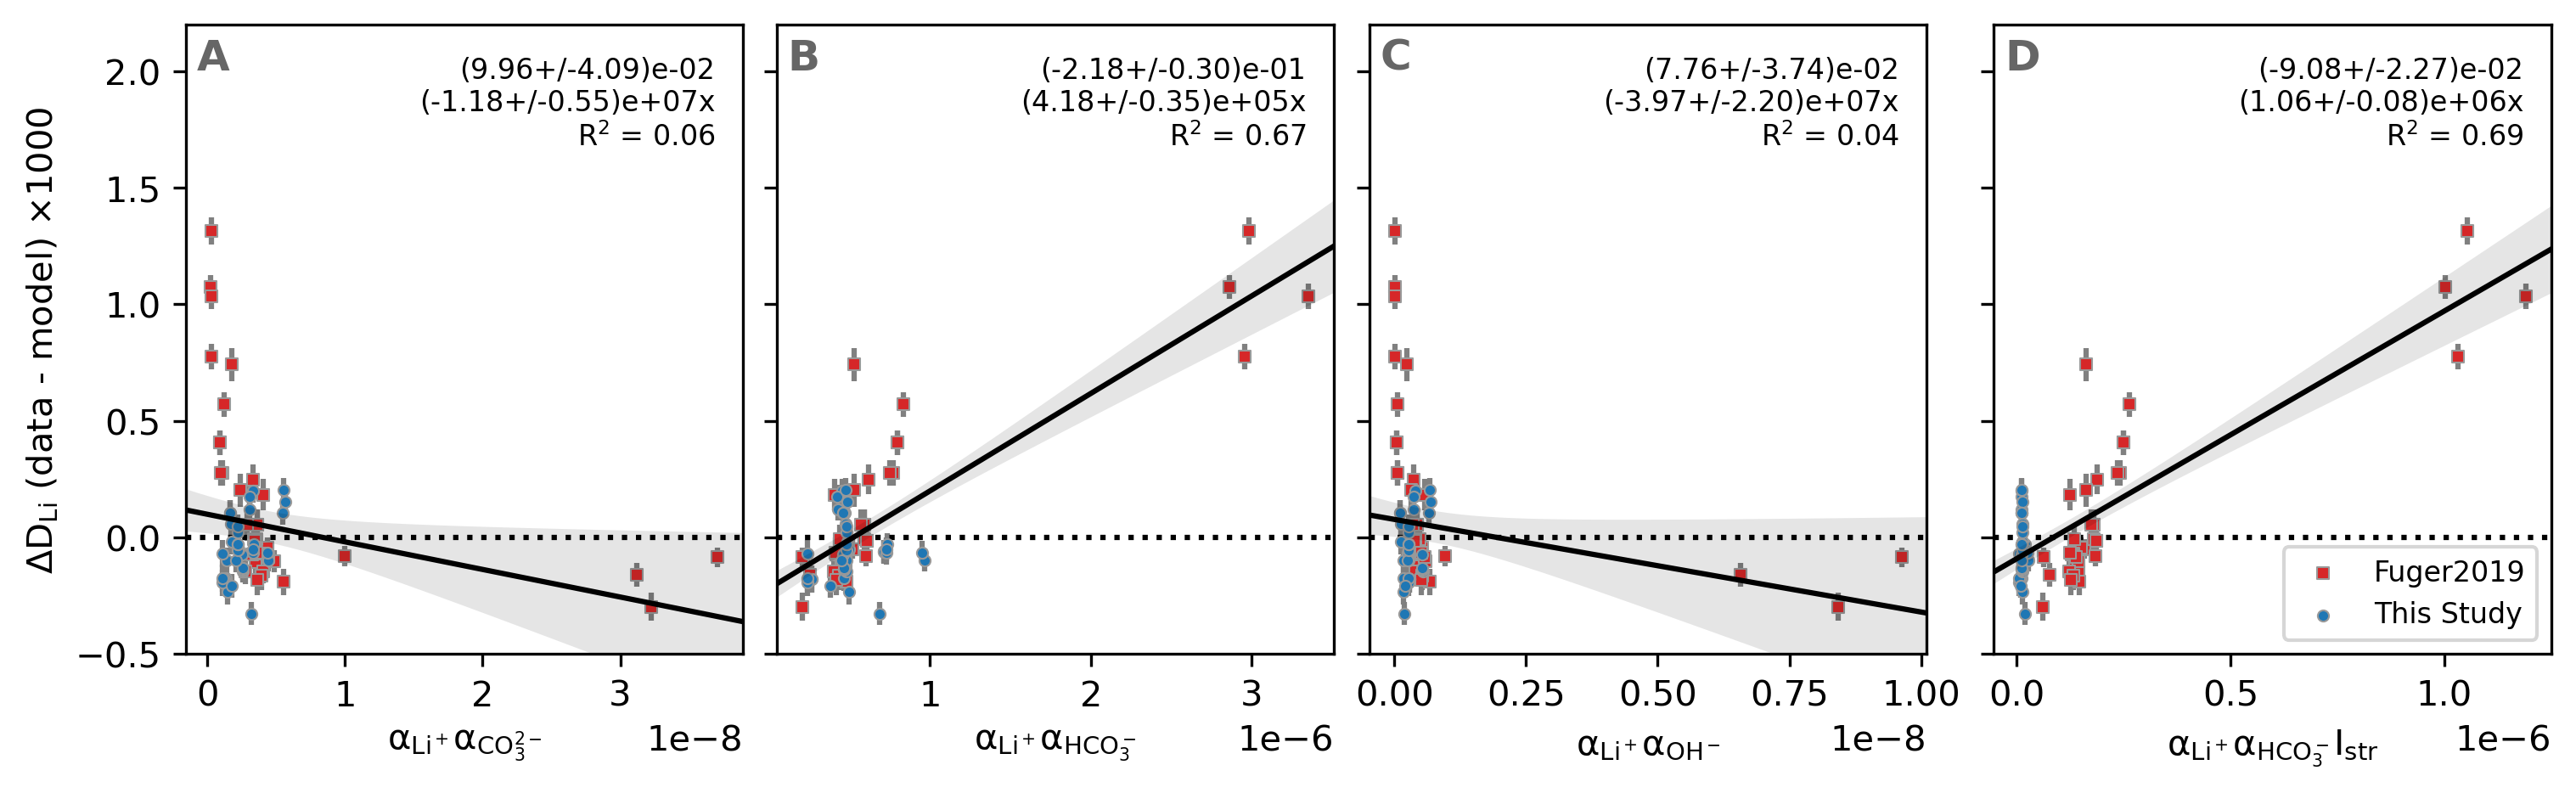 A
(9.96+/-4.09)e-02
(-1.18+/-0.55)e+07x
R² = 0.06
B
(-2.18+/-0.30)e-01
(4.18+/-0.35)e+05x
R² = 0.67
C
(7.76+/-3.74)e-02
(-3.97+/-2.20)e+07x
R² = 0.04
D
(-9.08+/-2.27)e-02
(1.06+/-0.08)e+06x
R² = 0.69
ΔD_Li (data - model) ×1000
2.0
1.5
1.0
0.5
0.0
−0.5
Fuger2019
This Study
0 1 2 3
1 2 3
0.00 0.25 0.50 0.75 1.00
0.0 0.5 1.0
α_Li⁺α_CO₃²⁻ 1e-8
α_Li⁺α_HCO₃⁻ 1e-6
α_Li⁺α_OH⁻ 1e-8
α_Li⁺α_HCO₃⁻I_str 1e-6